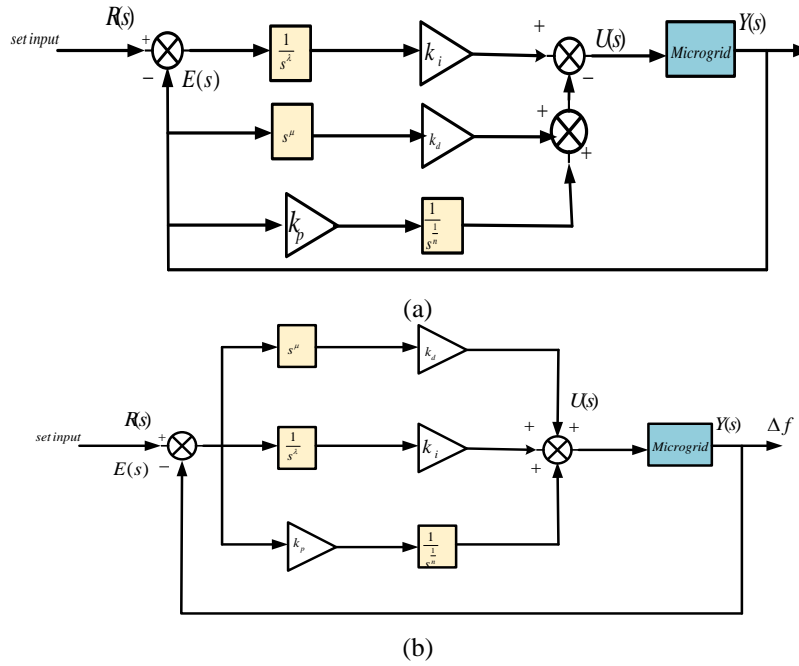 R(s)
set input
+
−
E(s)
1/s^λ
k_i
+
−
U(s)
Microgrid
Y(s)
s^μ
k_d
+
+
k_p
1/s^(1/n)
(a)
s^μ
k_d
R(s)
set input
+
−
E(s)
1/s^λ
k_i
U(s)
+
+
+
Microgrid
Y(s)
Δf
k_p
1/s^(1/n)
(b)